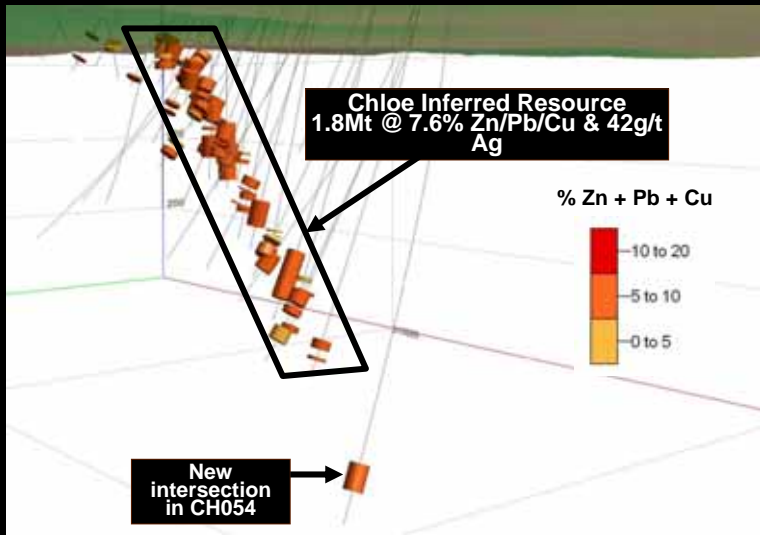 Chloe Inferred Resource
1.8Mt @ 7.6% Zn/Pb/Cu & 42g/t
Ag
% Zn + Pb + Cu
10 to 20
5 to 10
0 to 5
New
intersection
in CH054